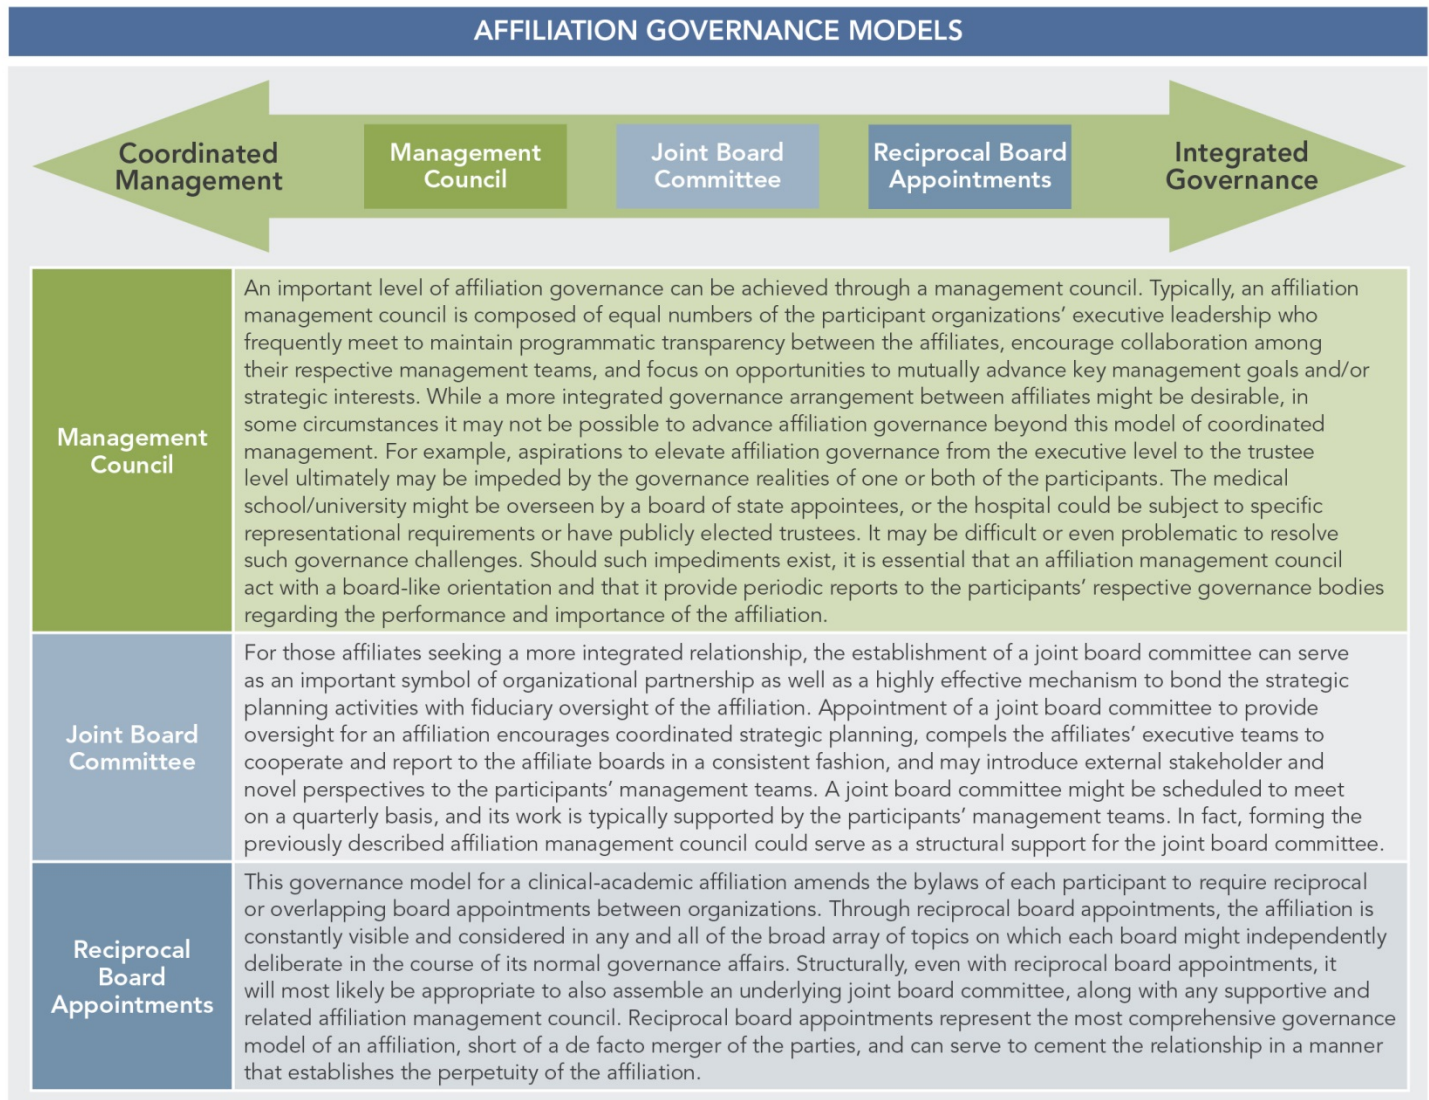 AFFILIATION GOVERNANCE MODELS
Coordinated
Management
Management
Council
Joint Board
Committee
Reciprocal Board
Appointments
Integrated
Governance
Management
Council
An important level of affiliation governance can be achieved through a management council. Typically, an affiliation
management council is composed of equal numbers of the participant organizations’ executive leadership who
frequently meet to maintain programmatic transparency between the affiliates, encourage collaboration among
their respective management teams, and focus on opportunities to mutually advance key management goals and/or
strategic interests. While a more integrated governance arrangement between affiliates might be desirable, in
some circumstances it may not be possible to advance affiliation governance beyond this model of coordinated
management. For example, aspirations to elevate affiliation governance from the executive level to the trustee
level ultimately may be impeded by the governance realities of one or both of the participants. The medical
school/university might be overseen by a board of state appointees, or the hospital could be subject to specific
representational requirements or have publicly elected trustees. It may be difficult or even problematic to resolve
such governance challenges. Should such impediments exist, it is essential that an affiliation management council
act with a board-like orientation and that it provide periodic reports to the participants’ respective governance bodies
regarding the performance and importance of the affiliation.
Joint Board
Committee
For those affiliates seeking a more integrated relationship, the establishment of a joint board committee can serve
as an important symbol of organizational partnership as well as a highly effective mechanism to bond the strategic
planning activities with fiduciary oversight of the affiliation. Appointment of a joint board committee to provide
oversight for an affiliation encourages coordinated strategic planning, compels the affiliates’ executive teams to
cooperate and report to the affiliate boards in a consistent fashion, and may introduce external stakeholder and
novel perspectives to the participants’ management teams. A joint board committee might be scheduled to meet
on a quarterly basis, and its work is typically supported by the participants’ management teams. In fact, forming the
previously described affiliation management council could serve as a structural support for the joint board committee.
Reciprocal
Board
Appointments
This governance model for a clinical-academic affiliation amends the bylaws of each participant to require reciprocal
or overlapping board appointments between organizations. Through reciprocal board appointments, the affiliation is
constantly visible and considered in any and all of the broad array of topics on which each board might independently
deliberate in the course of its normal governance affairs. Structurally, even with reciprocal board appointments, it
will most likely be appropriate to also assemble an underlying joint board committee, along with any supportive and
related affiliation management council. Reciprocal board appointments represent the most comprehensive governance
model of an affiliation, short of a de facto merger of the parties, and can serve to cement the relationship in a manner
that establishes the perpetuity of the affiliation.